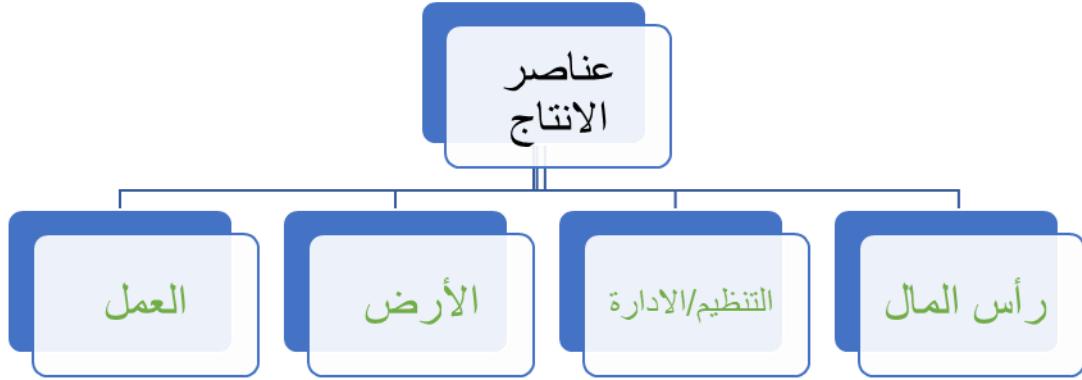 عناصر
الانتاج
رأس المال
التنظيم/الادارة
الأرض
العمل